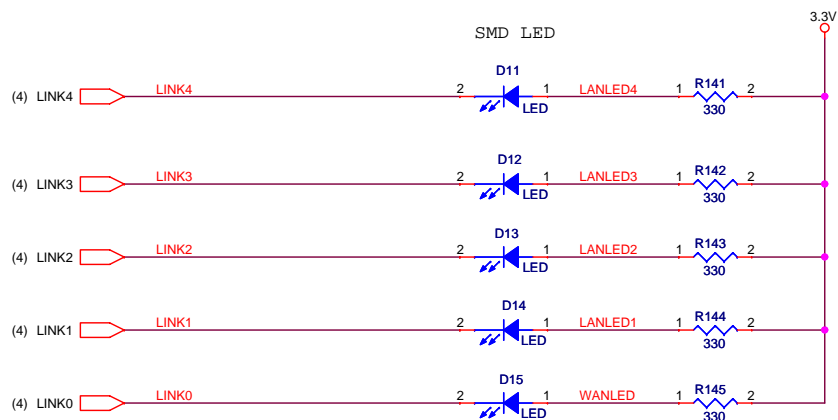 3.3V
SMD LED
D11
(4) LINK4 LINK4 2 1 LANLED4 1 R141 2
LED 330
D12
(4) LINK3 LINK3 2 1 LANLED3 1 R142 2
LED 330
D13
(4) LINK2 LINK2 2 1 LANLED2 1 R143 2
LED 330
D14
(4) LINK1 LINK1 2 1 LANLED1 1 R144 2
LED 330
D15
(4) LINK0 LINK0 2 1 WANLED 1 R145 2
LED 330